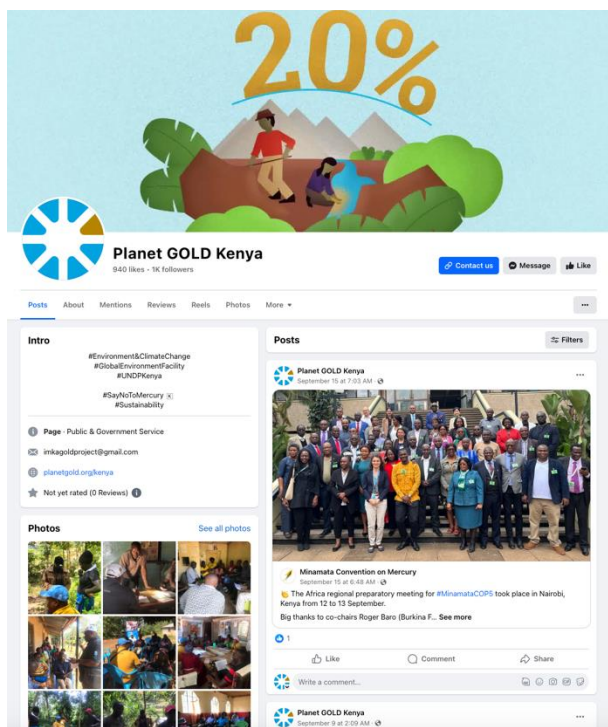 20%
Planet GOLD Kenya
940 likes • 1K followers
Contact us
Message
Like
Posts
About
Mentions
Reviews
Reels
Photos
More
Intro
#Environment&ClimateChange
#GlobalEnvironmentFacility
#UNDPKenya
#SayNoToMercury
#Sustainability
Page · Public & Government Service
imkagoldproject@gmail.com
planetgold.org/kenya
Not yet rated (0 Reviews)
Photos
See all photos
Posts
Filters
Planet GOLD Kenya
September 15 at 7:03 AM ·
Minamata Convention on Mercury
September 15 at 6:48 AM ·
The Africa regional preparatory meeting for #MinamataCOP5 took place in Nairobi,
Kenya from 12 to 13 September.
Big thanks to co-chairs Roger Baro (Burkina F... See more
1
Like
Comment
Share
Write a comment...
Planet GOLD Kenya
September 9 at 2:09 AM ·